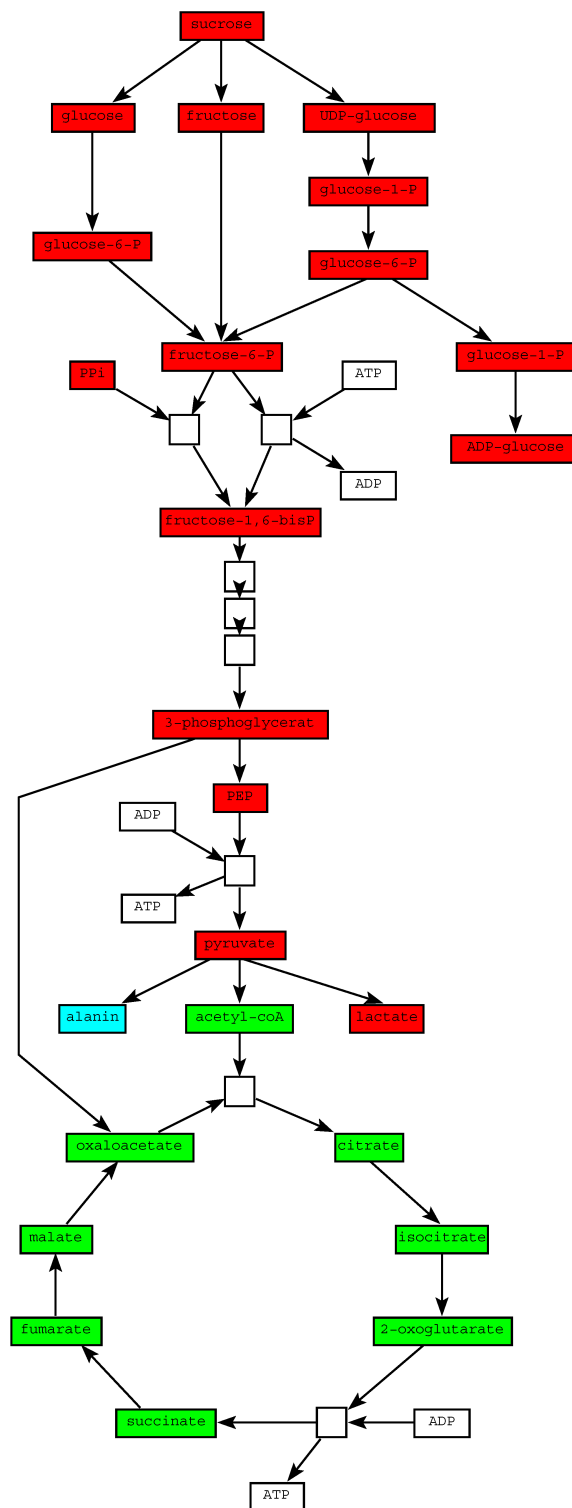 sucrose
glucose
fructose
UDP-glucose
glucose-1-P
glucose-6-P
glucose-6-P
fructose-6-P
glucose-1-P
PPi
ATP
ADP-glucose
ADP
fructose-1,6-bisP
3-phosphoglycerat
PEP
ADP
ATP
pyruvate
alanin
acetyl-coA
lactate
oxaloacetate
citrate
malate
isocitrate
fumarate
2-oxoglutarate
succinate
ADP
ATP